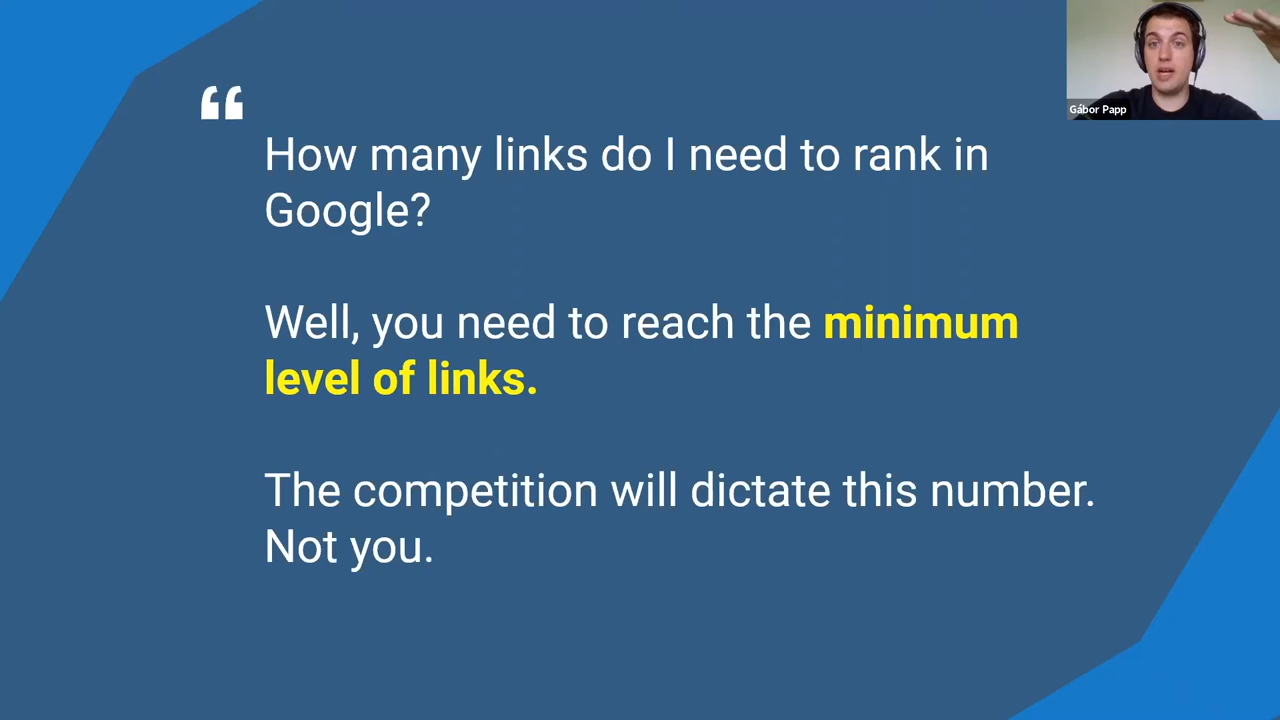 Gábor Papp
“
How many links do I need to rank in
Google?
Well, you need to reach the minimum
level of links.
The competition will dictate this number.
Not you.